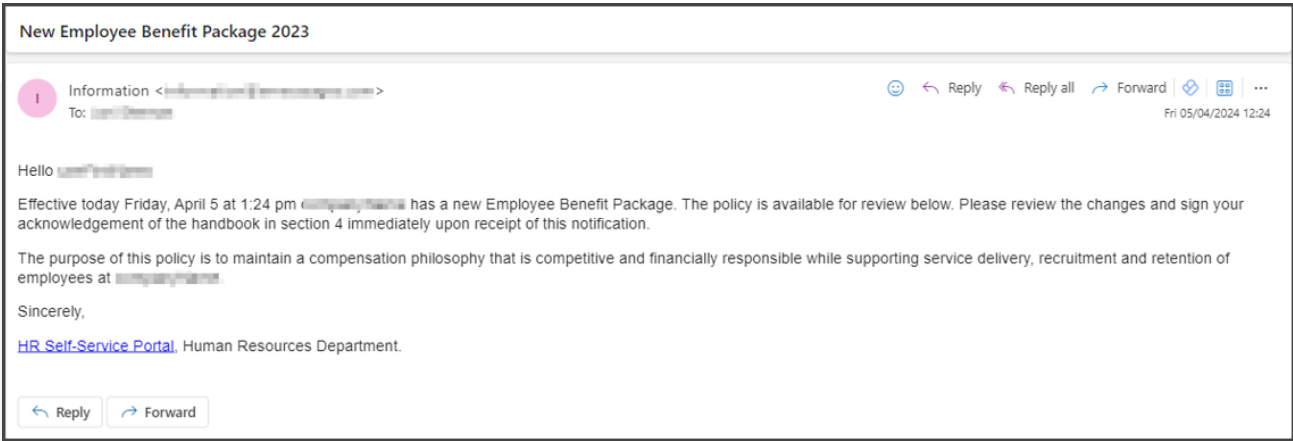 New Employee Benefit Package 2023
I
Information < >
To:
Reply Reply all Forward ...
Fri 05/04/2024 12:24
Hello
Effective today Friday, April 5 at 1:24 pm has a new Employee Benefit Package. The policy is available for review below. Please review the changes and sign your
acknowledgement of the handbook in section 4 immediately upon receipt of this notification.
The purpose of this policy is to maintain a compensation philosophy that is competitive and financially responsible while supporting service delivery, recruitment and retention of
employees at
Sincerely,
HR Self-Service Portal, Human Resources Department.
Reply Forward